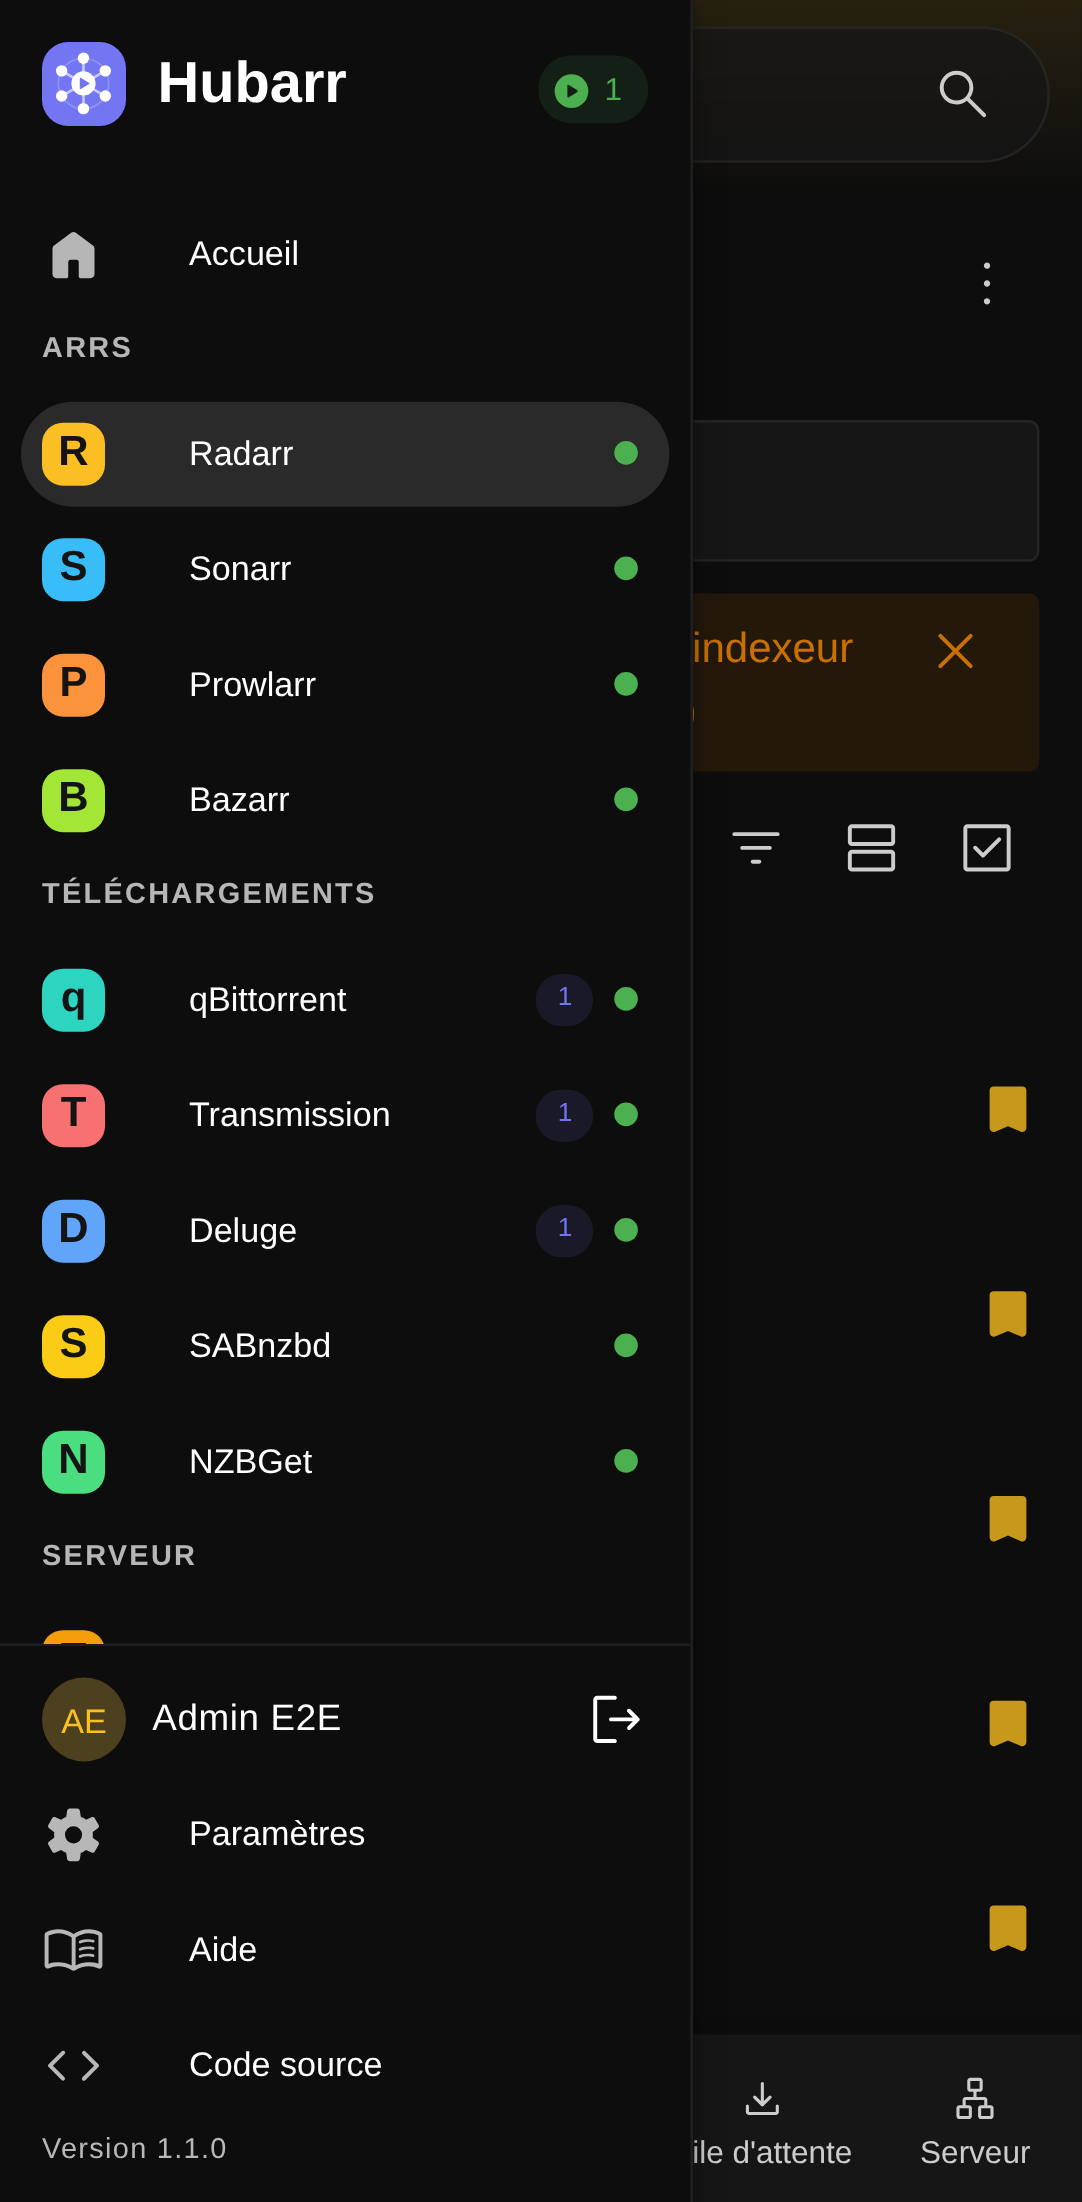 Hubarr
1
Accueil
ARRS
R Radarr
S Sonarr
indexeur
P Prowlarr
B Bazarr
TÉLÉCHARGEMENTS
q qBittorrent 1
T Transmission 1
D Deluge 1
S SABnzbd
N NZBGet
SERVEUR
AE Admin E2E
Paramètres
Aide
Code source
Version 1.1.0
ile d'attente
Serveur